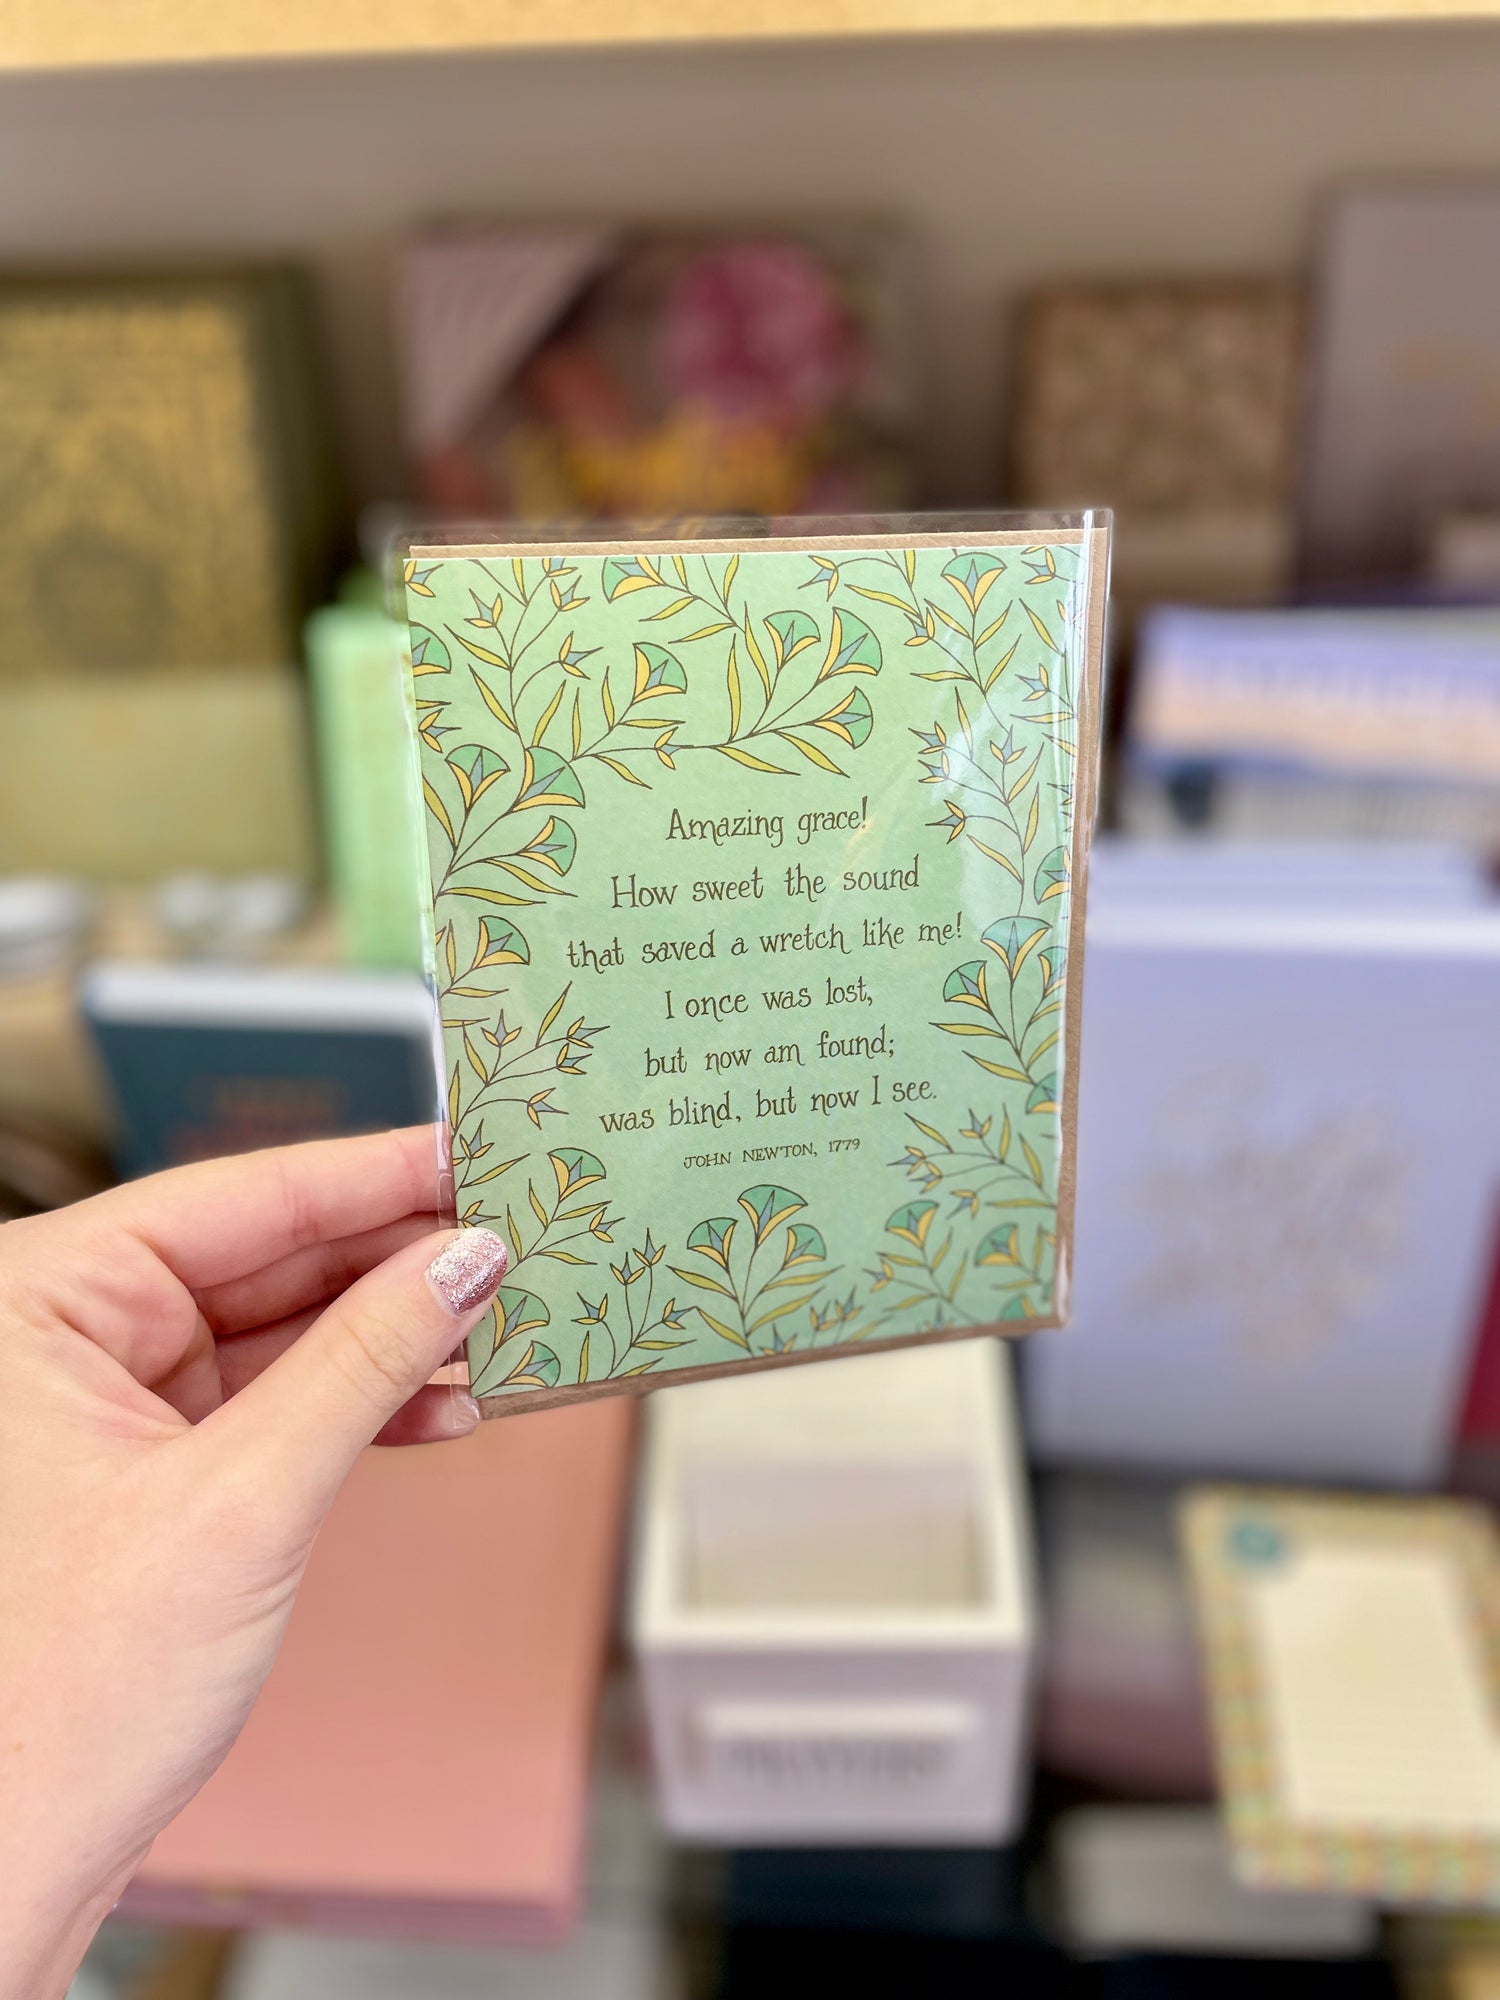 Amazing grace!
How sweet the sound
that saved a wretch like me!
I once was lost,
but now am found;
was blind, but now I see.
JOHN NEWTON, 1779